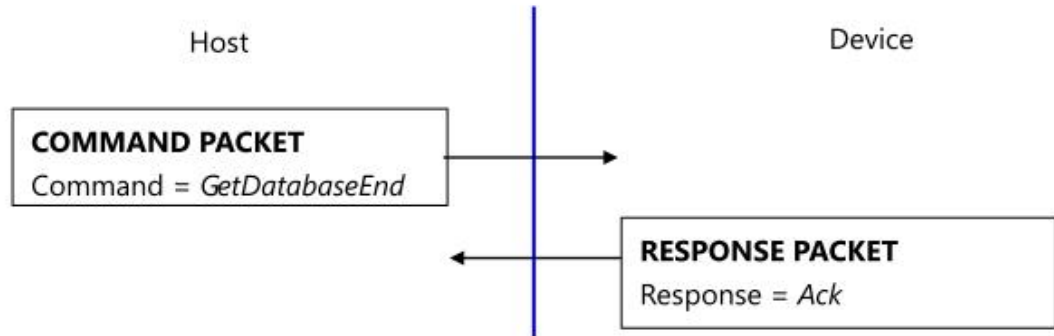 Host
Device
COMMAND PACKET
Command = GetDatabaseEnd
RESPONSE PACKET
Response = Ack